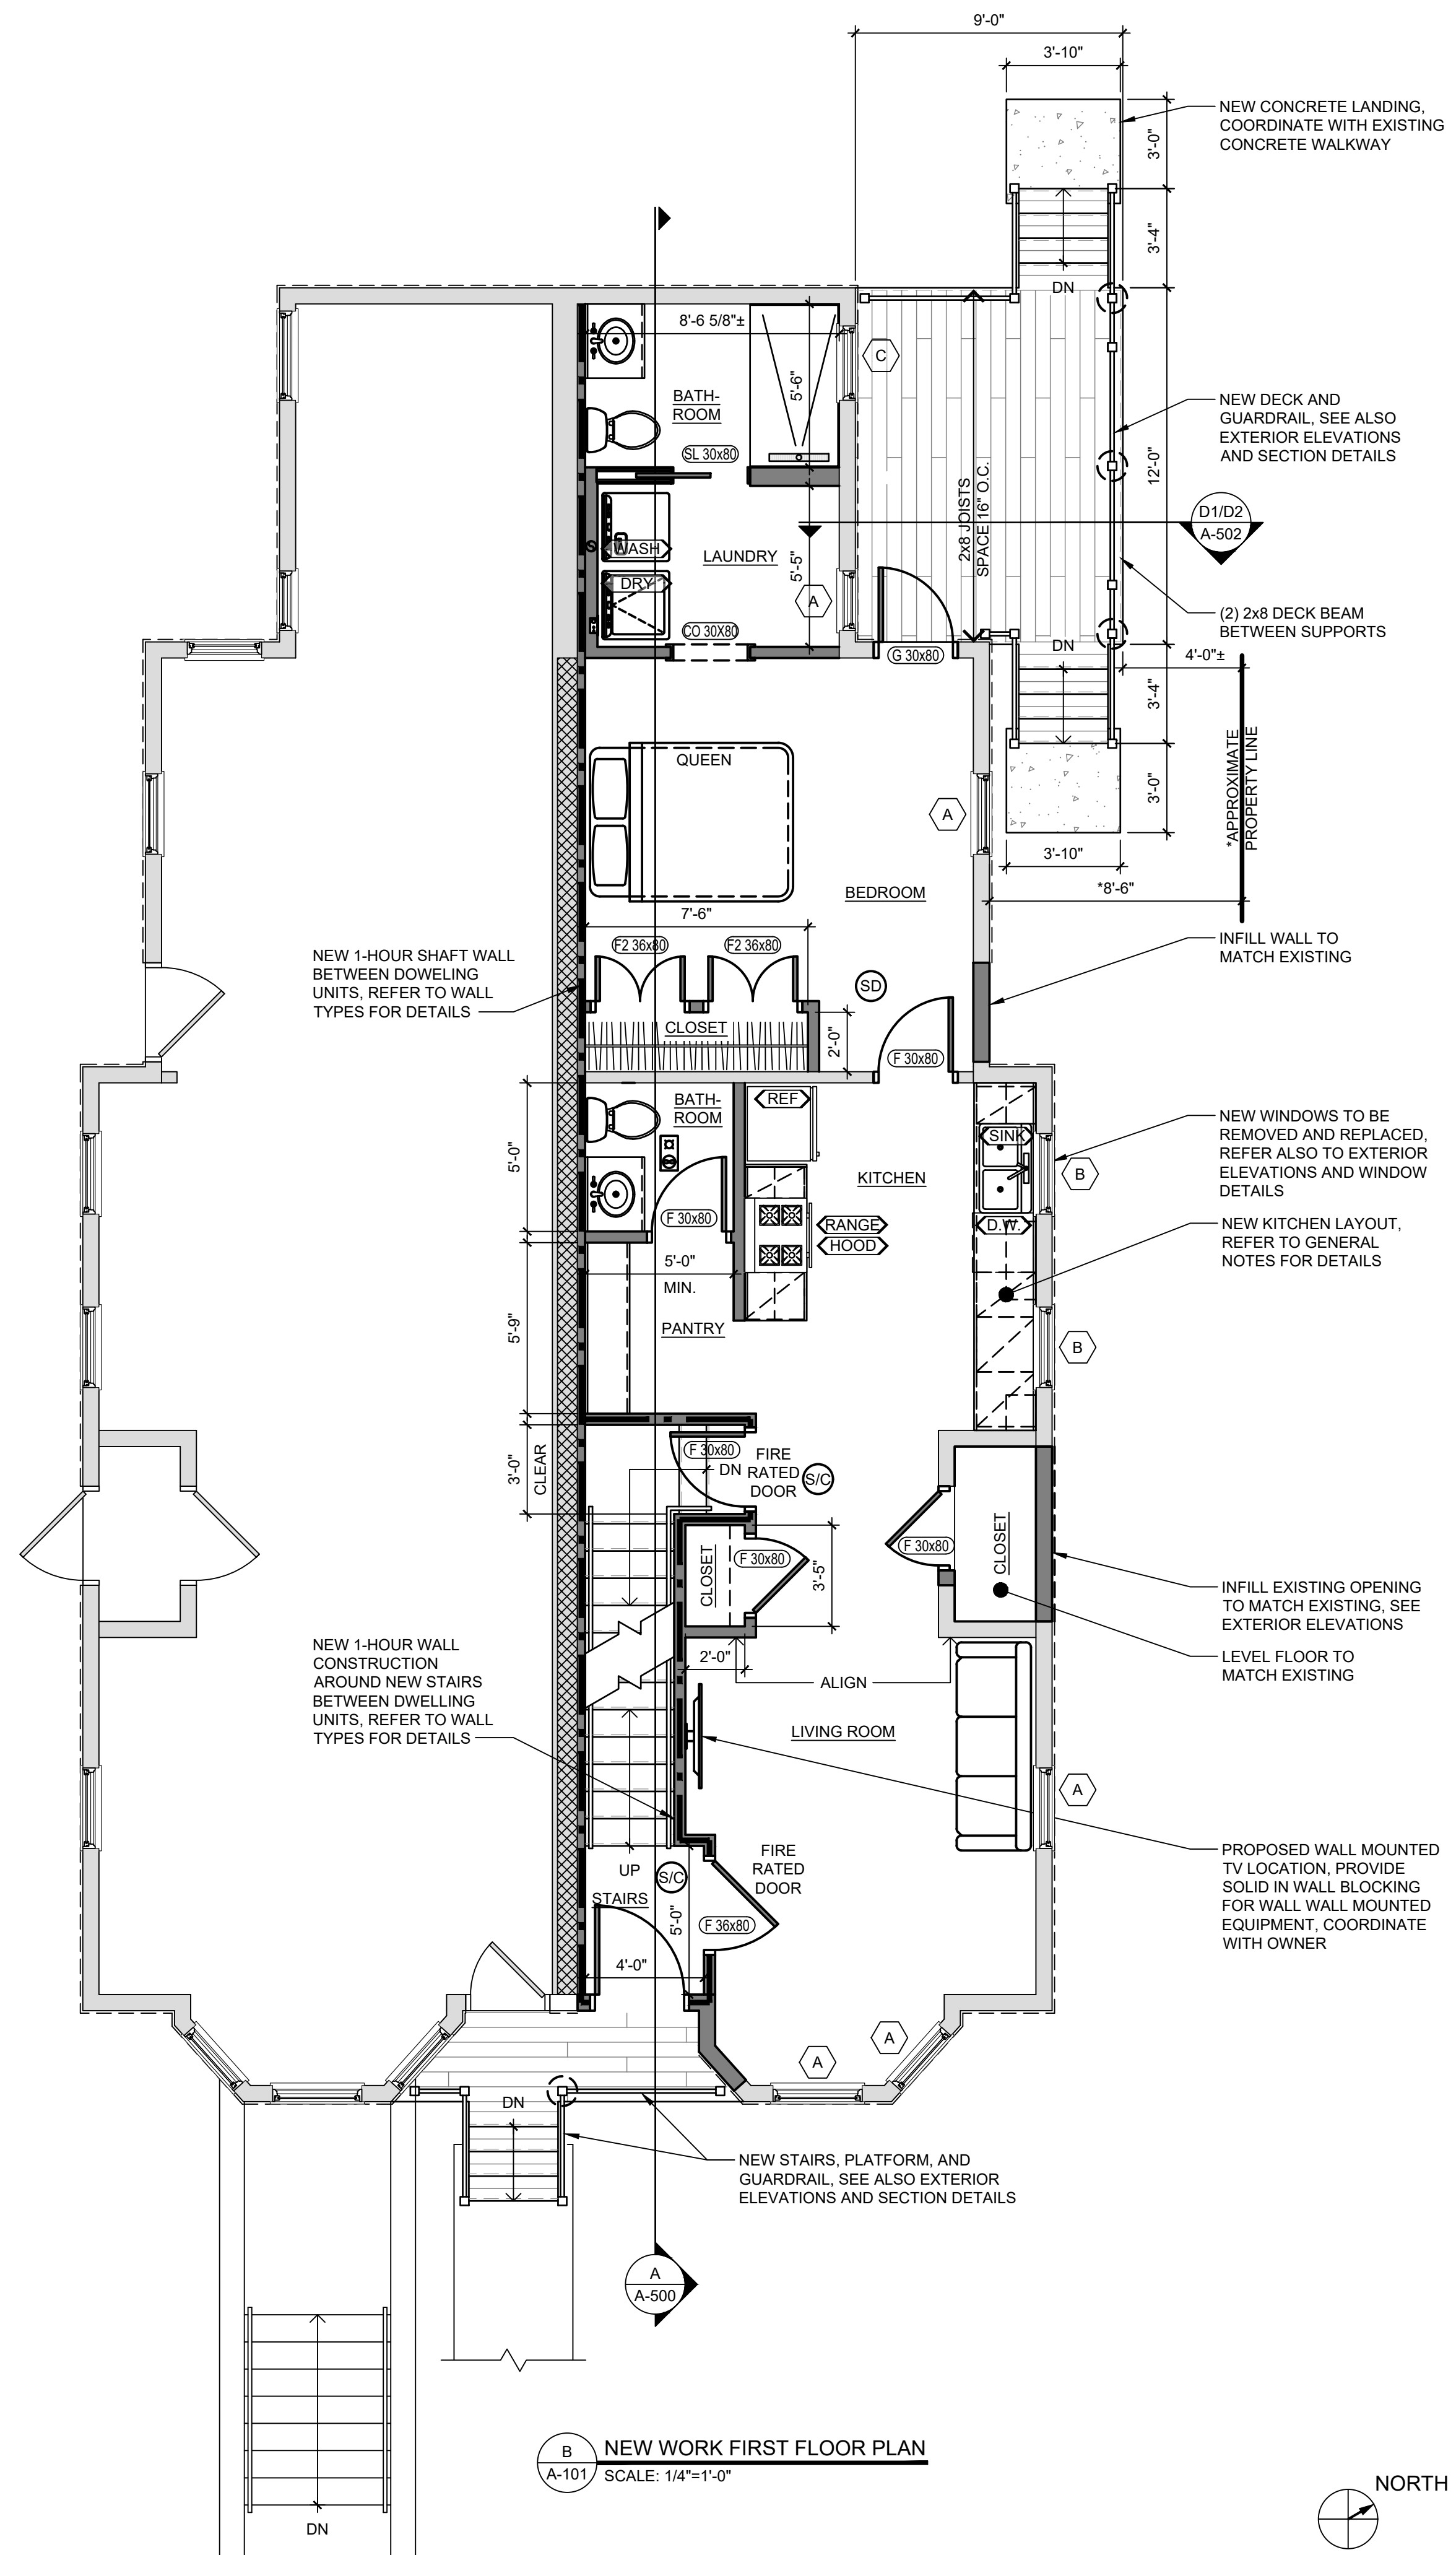 9'-0"
3'-10"
NEW CONCRETE LANDING,
COORDINATE WITH EXISTING
CONCRETE WALKWAY
3'-0"
3'-4"
DN
8'-6 5/8"±
C
5'-6"
BATH-
ROOM
SL 30x80
NEW DECK AND
GUARDRAIL, SEE ALSO
EXTERIOR ELEVATIONS
AND SECTION DETAILS
12'-0"
2x8 JOISTS
SPACE 16" O.C.
D1/D2
A-502
WASH
LAUNDRY
5'-5"
DRY
A
CO 30X80
(2) 2x8 DECK BEAM
BETWEEN SUPPORTS
DN
G 30x80
4'-0"±
3'-4"
*APPROXIMATE
PROPERTY LINE
QUEEN
3'-0"
A
3'-10"
*8'-6"
BEDROOM
7'-6"
F2 36x80
F2 36x80
INFILL WALL TO
MATCH EXISTING
NEW 1-HOUR SHAFT WALL
BETWEEN DOWELING
UNITS, REFER TO WALL
TYPES FOR DETAILS
SD
CLOSET
2'-0"
F 30x80
BATH-
ROOM
REF
NEW WINDOWS TO BE
REMOVED AND REPLACED,
REFER ALSO TO EXTERIOR
ELEVATIONS AND WINDOW
DETAILS
SINK
5'-0"
KITCHEN
B
F 30x80
RANGE
HOOD
D.W.
NEW KITCHEN LAYOUT,
REFER TO GENERAL
NOTES FOR DETAILS
5'-0"
MIN.
PANTRY
5'-9"
B
3'-0"
CLEAR
F 30x80
DN
FIRE
RATED
DOOR
S/C
CLOSET
F 30x80
3'-5"
F 30x80
CLOSET
INFILL EXISTING OPENING
TO MATCH EXISTING, SEE
EXTERIOR ELEVATIONS
NEW 1-HOUR WALL
CONSTRUCTION
AROUND NEW STAIRS
BETWEEN DWELLING
UNITS, REFER TO WALL
TYPES FOR DETAILS
2'-0"
ALIGN
LEVEL FLOOR TO
MATCH EXISTING
LIVING ROOM
A
UP
S/C
FIRE
RATED
DOOR
PROPOSED WALL MOUNTED
TV LOCATION, PROVIDE
SOLID IN WALL BLOCKING
FOR WALL WALL MOUNTED
EQUIPMENT, COORDINATE
WITH OWNER
STAIRS
5'-0"
F 36x80
4'-0"
A
A
DN
NEW STAIRS, PLATFORM, AND
GUARDRAIL, SEE ALSO EXTERIOR
ELEVATIONS AND SECTION DETAILS
A
A-500
B
A-101
NEW WORK FIRST FLOOR PLAN
SCALE: 1/4"=1'-0"
NORTH
DN